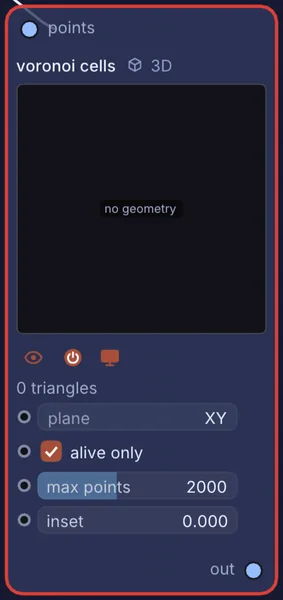 points
voronoi cells 3D
no geometry
0 triangles
plane XY
alive only
max points 2000
inset 0.000
out